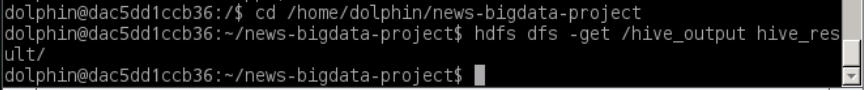 dolphin@dac5dd1ccb36:/$ cd /home/dolphin/news-bigdata-project
dolphin@dac5dd1ccb36:~/news-bigdata-project$ hdfs dfs -get /hive_output hive_res
ult/
dolphin@dac5dd1ccb36:~/news-bigdata-project$